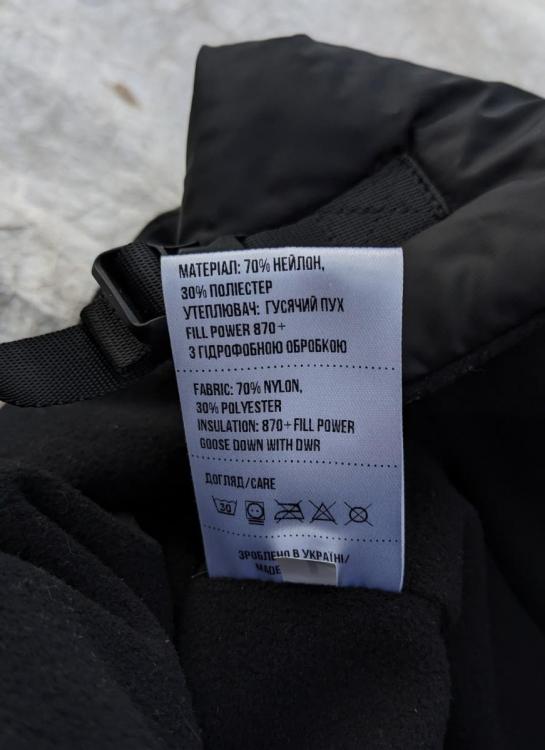 МАТЕРІАЛ: 70% НЕЙЛОН,
30% ПОЛІЕСТЕР
УТЕПЛЮВАЧ: ГУСЯЧИЙ ПУХ
FILL POWER 870+
З ГІДРОФОБНОЮ ОБРОБКОЮ
FABRIC: 70% NYLON,
30% POLYESTER
INSULATION: 870+ FILL POWER
GOOSE DOWN WITH DWR
ДОГЛЯД/CARE
30
ЗРОБЛЕНО В УКРАЇНІ/
MADE